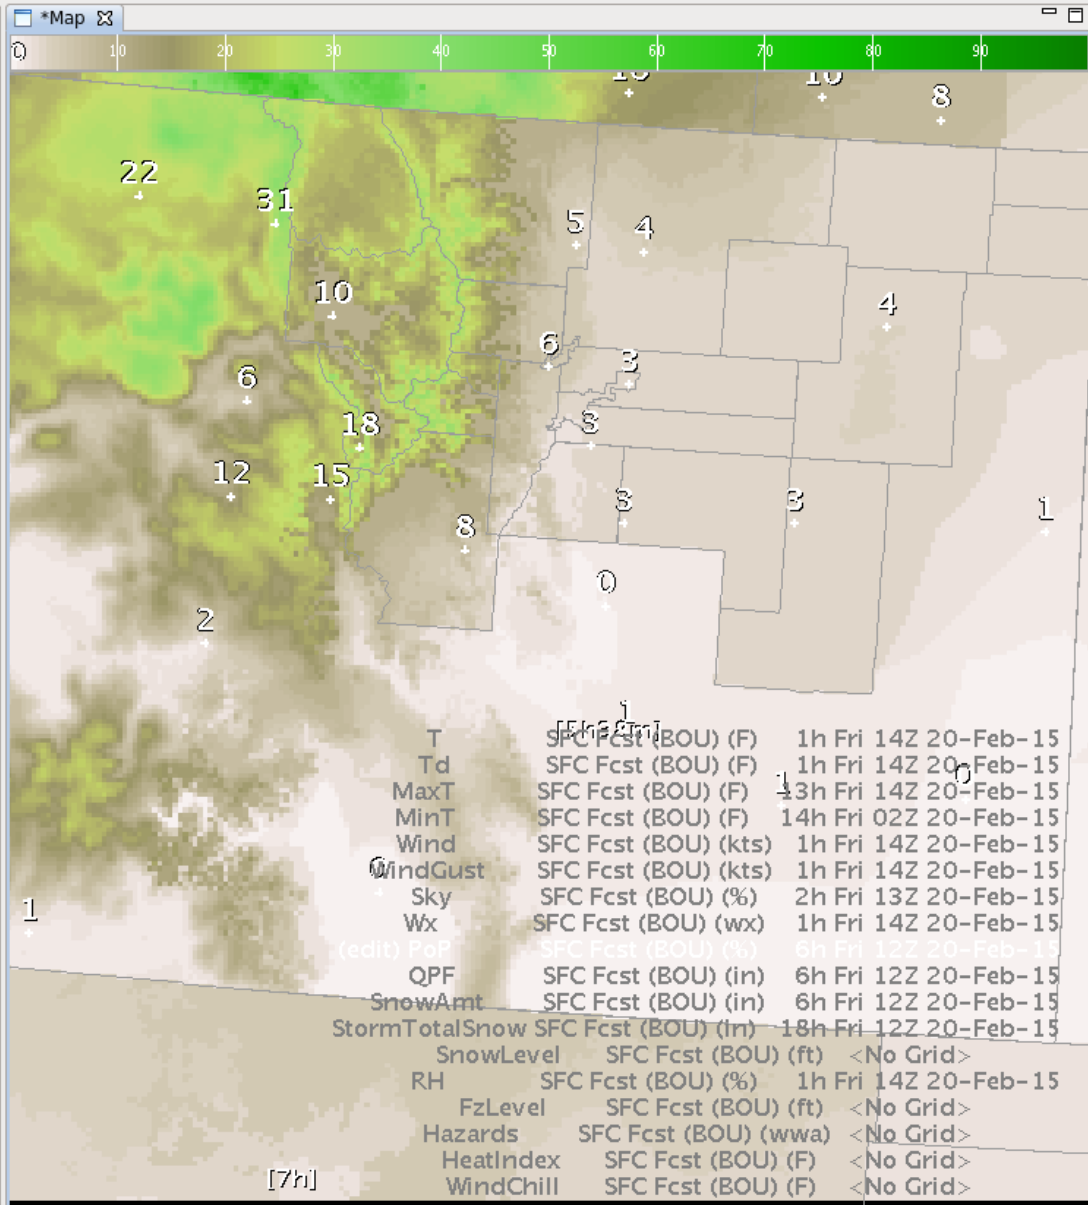 *Map
0 10 20 30 40 50 60 70 80 90
10 10 8
22
31
5 4
10
4
6 3
6
18 3
12 15
8 3 3 1
0
2
1
T SFC Fcst (BOU) (F) 1h Fri 14Z 20-Feb-15
Td SFC Fcst (BOU) (F) 1h Fri 14Z 20-Feb-15
0
1
MaxT SFC Fcst (BOU) (F) 13h Fri 14Z 20-Feb-15
MinT SFC Fcst (BOU) (F) 14h Fri 02Z 20-Feb-15
Wind SFC Fcst (BOU) (kts) 1h Fri 14Z 20-Feb-15
0
WindGust SFC Fcst (BOU) (kts) 1h Fri 14Z 20-Feb-15
Sky SFC Fcst (BOU) (%) 2h Fri 13Z 20-Feb-15
1
Wx SFC Fcst (BOU) (wx) 1h Fri 14Z 20-Feb-15
(edit) PoP SFC Fcst (BOU) (%) 6h Fri 12Z 20-Feb-15
QPF SFC Fcst (BOU) (in) 6h Fri 12Z 20-Feb-15
SnowAmt SFC Fcst (BOU) (in) 6h Fri 12Z 20-Feb-15
StormTotalSnow SFC Fcst (BOU) (in) 18h Fri 12Z 20-Feb-15
SnowLevel SFC Fcst (BOU) (ft) <No Grid>
RH SFC Fcst (BOU) (%) 1h Fri 14Z 20-Feb-15
FzLevel SFC Fcst (BOU) (ft) <No Grid>
Hazards SFC Fcst (BOU) (wwa) <No Grid>
HeatIndex SFC Fcst (BOU) (F) <No Grid>
[7h]
WindChill SFC Fcst (BOU) (F) <No Grid>